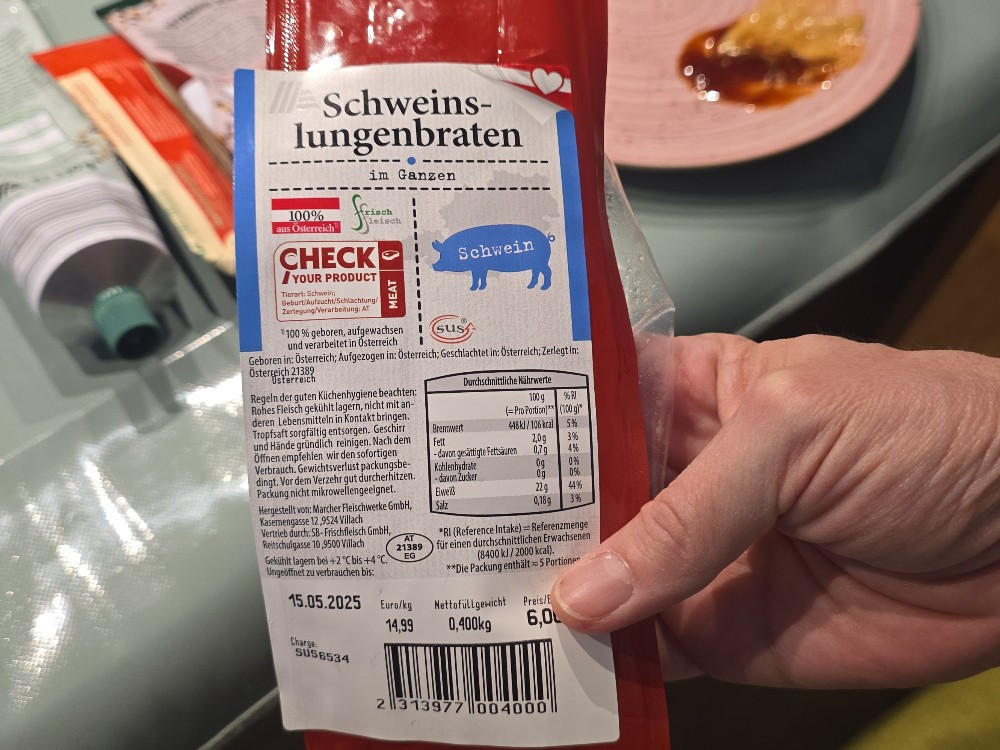 Schweins-
lungenbraten
im Ganzen
100%
aus Österreich¹⁾
frisch
fleisch
CHECK
YOUR PRODUCT
MEAT
Tierart: Schwein;
Geburt/Aufzucht/Schlachtung/
Zerlegung/Verarbeitung: AT
Schwein
sus
¹⁾100 % geboren, aufgewachsen
und verarbeitet in Österreich
Geboren in: Österreich; Aufgezogen in: Österreich; Geschlachtet in: Österreich; Zerlegt in:
Österreich 21389
Österreich
Regeln der guten Küchenhygiene beachten:
Rohes Fleisch gekühlt lagern, nicht mit an-
deren Lebensmitteln in Kontakt bringen.
Tropfsaft sorgfältig entsorgen. Geschirr
und Hände gründlich reinigen. Nach dem
Öffnen empfehlen wir den sofortigen
Verbrauch. Gewichtsverlust packungsbe-
dingt. Vor dem Verzehr gut durcherhitzen.
Packung nicht mikrowellengeeignet.
Durchschnittliche Nährwerte
100 g % RI
(= Pro Portion)** (100 g)*
Brennwert 448 kJ / 106 kcal 5 %
Fett 2,0 g 3 %
- davon gesättigte Fettsäuren 0,7 g 4 %
Kohlenhydrate 0 g 0 %
- davon Zucker 0 g 0 %
Eiweiß 22 g 44 %
Salz 0,18 g 3 %
Hergestellt von: Marcher Fleischwerke GmbH,
Kasernengasse 12 ,9524 Villach
Vertrieb durch: SB- Frischfleisch GmbH,
Reitschulgasse 10 ,9500 Villach
AT
21389
EG
*RI (Reference Intake) = Referenzmenge
für einen durchschnittlichen Erwachsenen
(8400 kJ / 2000 kcal).
**Die Packung enthält ≈ 5 Portionen
Gekühlt lagern bei +2 °C bis +4 °C.
Ungeöffnet zu verbrauchen bis:
15.05.2025
Euro/kg Nettofüllgewicht Preis/E
14,99 0,400kg 6,0
Charge:
SUS6534
2 313977 004000